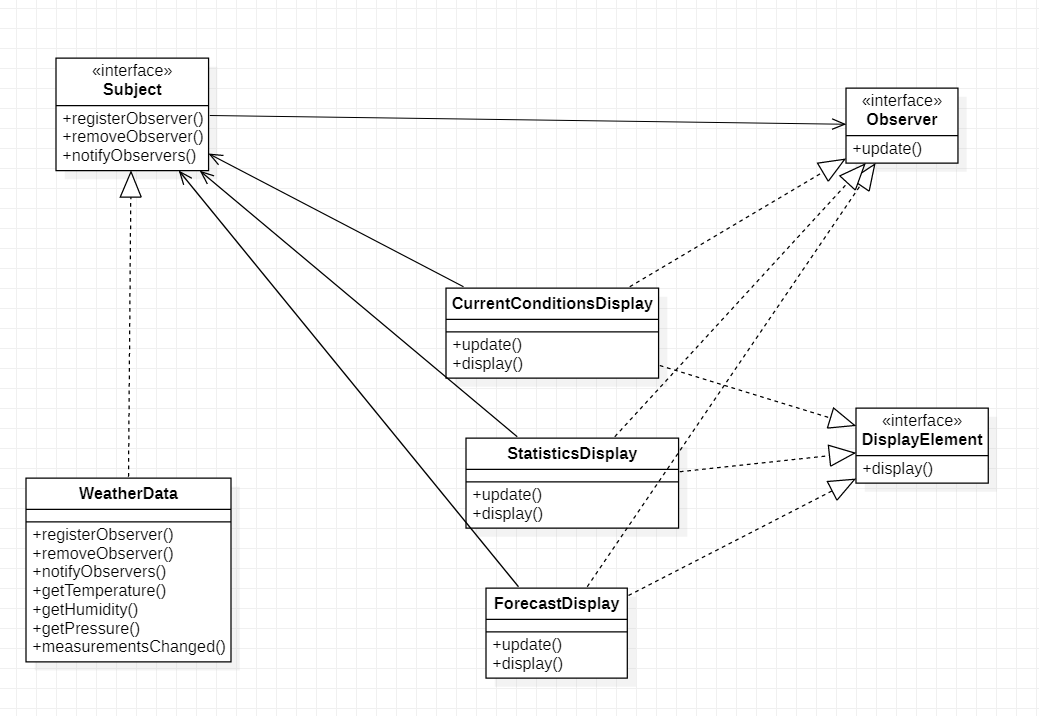 «interface»
Subject
+registerObserver()
+removeObserver()
+notifyObservers()
«interface»
Observer
+update()
CurrentConditionsDisplay
+update()
+display()
«interface»
DisplayElement
+display()
StatisticsDisplay
+update()
+display()
WeatherData
+registerObserver()
+removeObserver()
+notifyObservers()
+getTemperature()
+getHumidity()
+getPressure()
+measurementsChanged()
ForecastDisplay
+update()
+display()